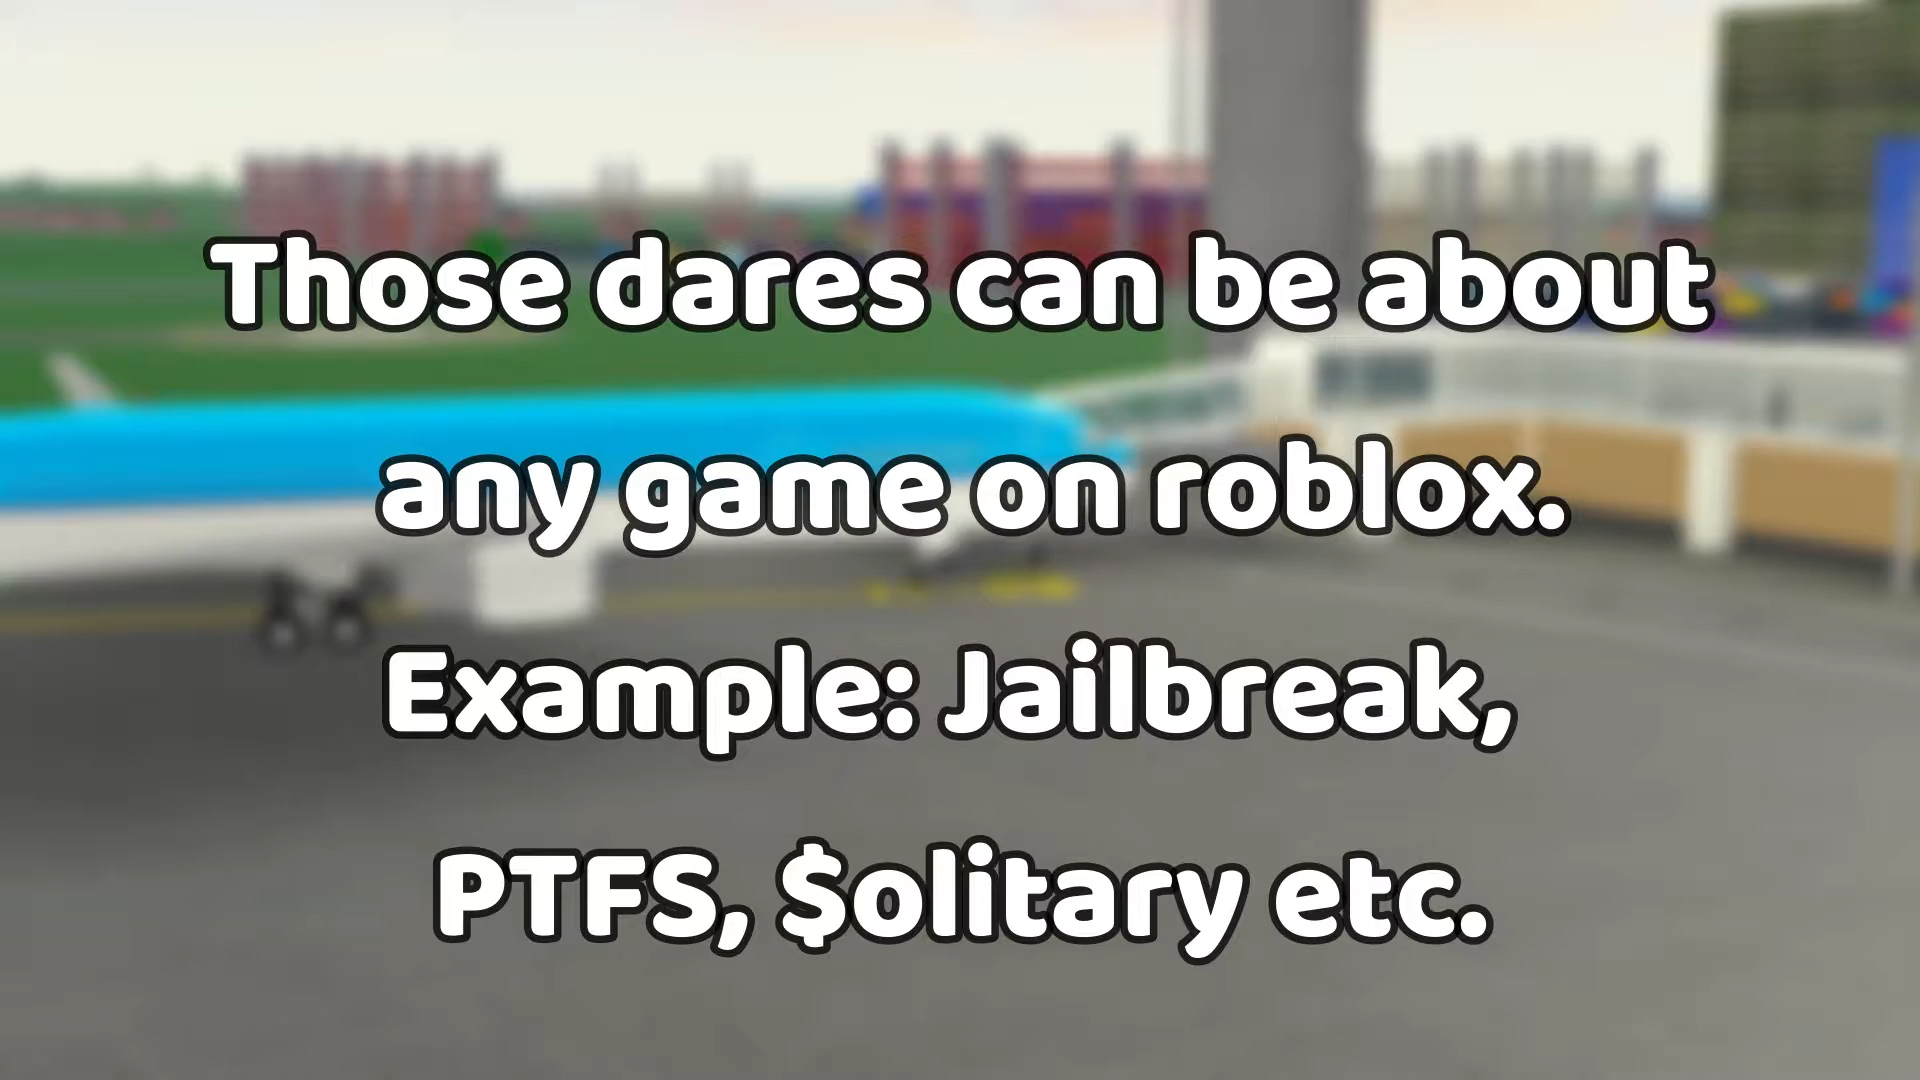 Those dares can be about
any game on roblox.
Example: Jailbreak,
PTFS, $olitary etc.